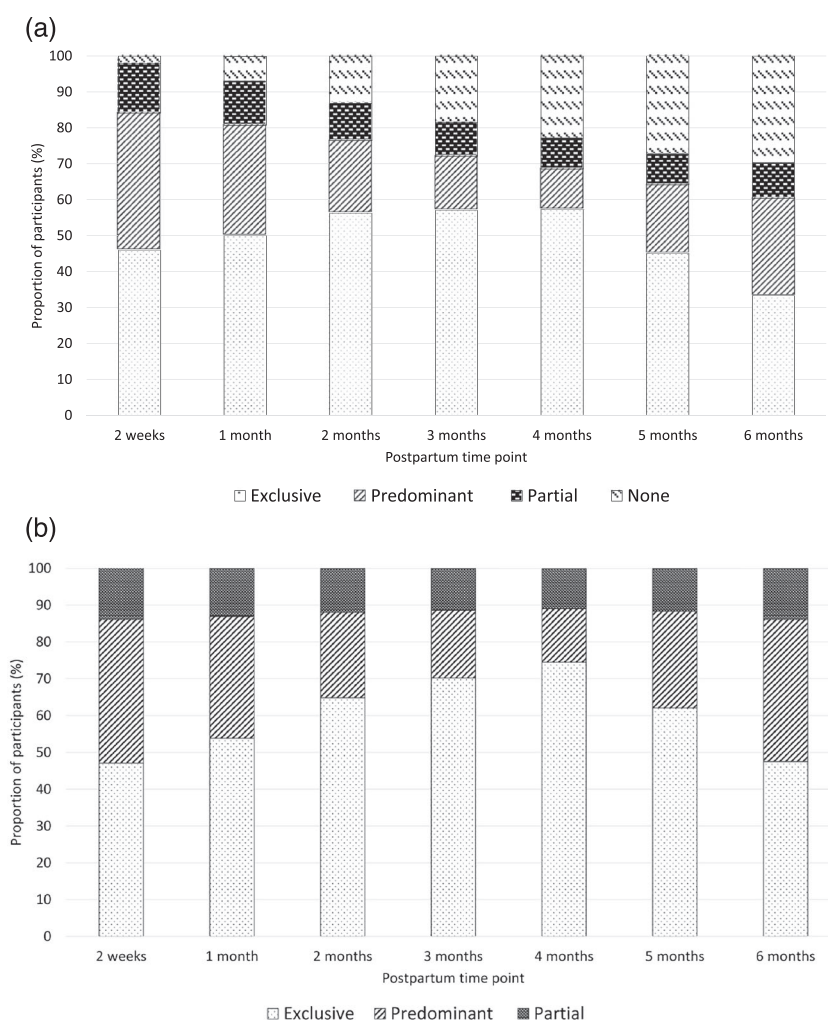 (a)
100
90
80
70
60
50
40
30
20
10
0
Proportion of participants (%)
2 weeks 1 month 2 months 3 months 4 months 5 months 6 months
Postpartum time point
Exclusive Predominant Partial None
(b)
100
90
80
70
60
50
40
30
20
10
0
Proportion of participants (%)
2 weeks 1 month 2 months 3 months 4 months 5 months 6 months
Postpartum time point
Exclusive Predominant Partial